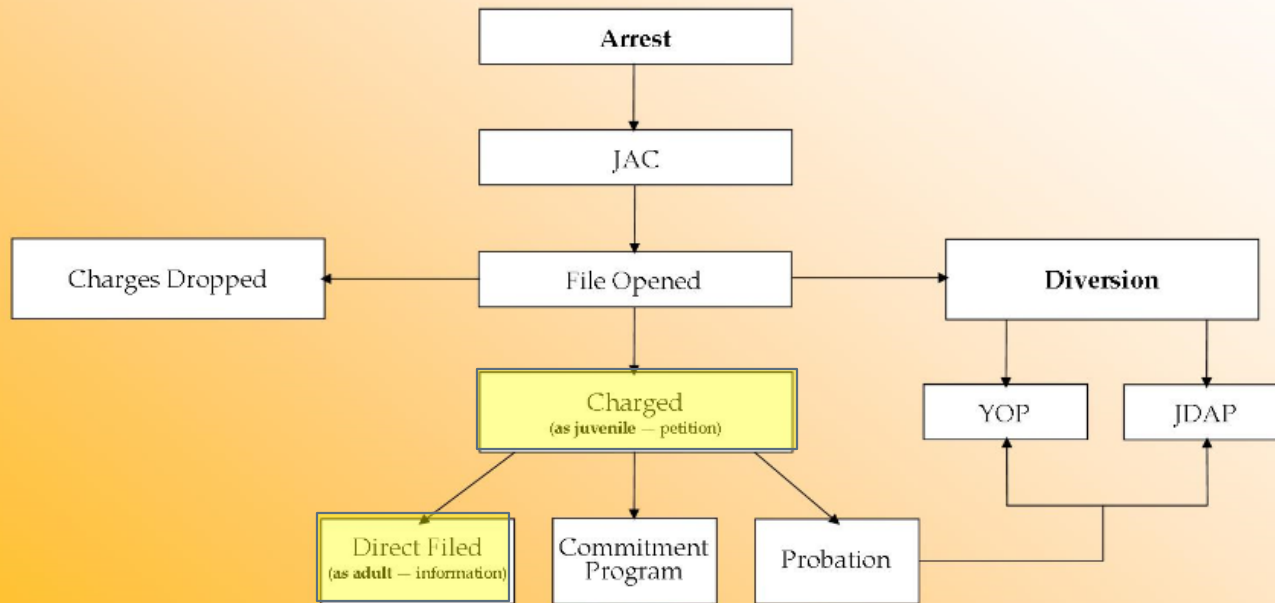 Arrest
JAC
Charges Dropped
File Opened
Diversion
Charged
(as juvenile — petition)
YOP
JDAP
Direct Filed
(as adult — information)
Commitment
Program
Probation